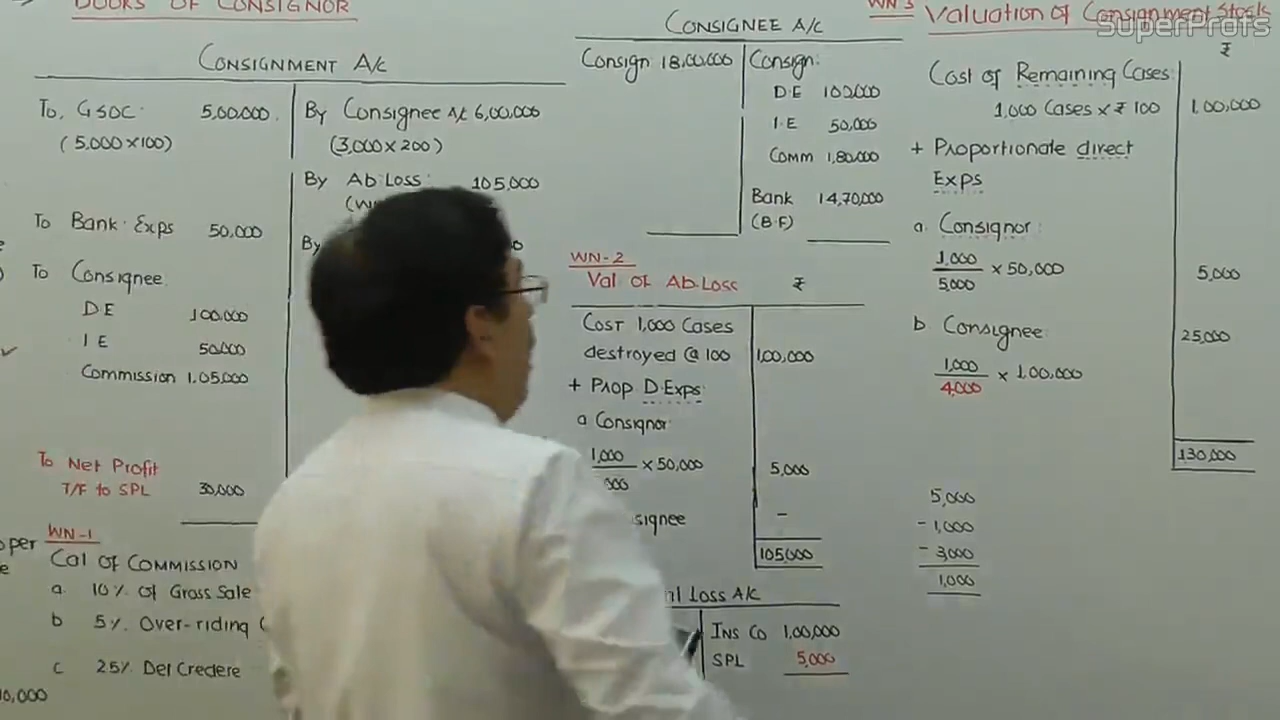 BOOKS OF CONSIGNOR
CONSIGNMENT A/c
To, GSOC 5,00,000
(5,000x100)
To Bank Exps 50,000
To Consignee
D E 100,000
I E 50,000
Commission 1,05,000
To Net Profit
T/F to SPL 30,000
By Consignee A/c 6,00,000
(3,000 x 200)
By Ab Loss: 105,000
By
WN-1
Cal OF COMMISSION
a. 10% Of Gross Sale
b 5% Over-riding
c 2.5% Del Credere
CONSIGNEE A/C
Consign 18,00,000
Consign:
D.E 100,000
I.E 50,000
Comm 1,80,000
Bank 14,70,000
(B.F)
WN-2
Val OF Ab Loss ₹
COST 1,000 Cases
destroyed @ 100 1,00,000
+ Prop D.Exps:
a Consignor
1,000
x 50,000 5,000
000
signee -
105,000
Loss A/C
INS CO 1,00,000
SPL 5,000
WN-3 Valuation of Consignment Stock
SuperProfs
₹
Cost of Remaining Cases
1,000 Cases x ₹ 100 1,00,000
+ Proportionate direct
Exps
a. Consignor:
1,000
5,000 x 50,000 5,000
b Consignee 25,000
1,000
4,000 x 1,00,000
130,000
5,000
- 1,000
- 3,000
1,000